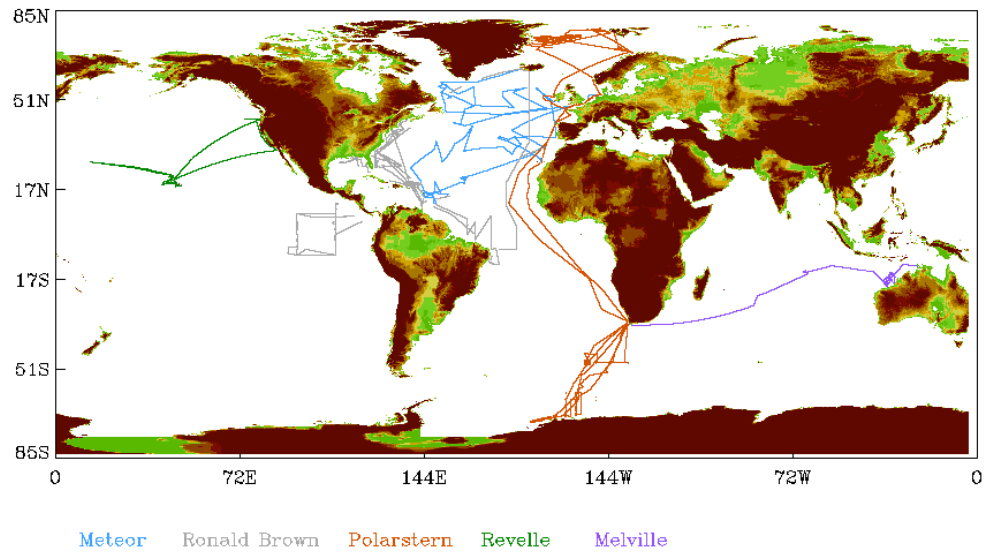 85N
51N
17N
17S
51S
85S
0 72E 144E 144W 72W 0
Meteor Ronald Brown Polarstern Revelle Melville